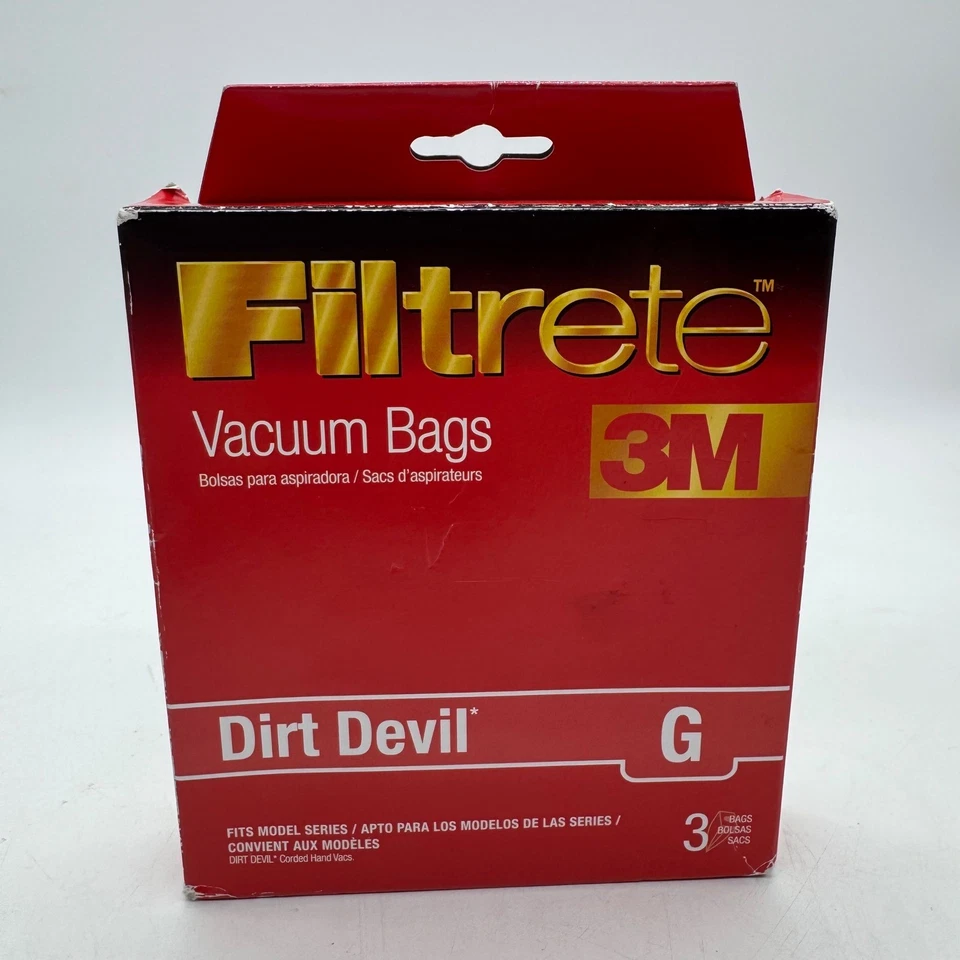 Filtrete™
Vacuum Bags
Bolsas para aspiradora / Sacs d'aspirateurs
3M
Dirt Devil*
G
FITS MODEL SERIES / APTO PARA LOS MODELOS DE LAS SERIES /
CONVIENT AUX MODÈLES
DIRT DEVIL* Corded Hand Vacs.
3
BAGS
BOLSAS
SACS